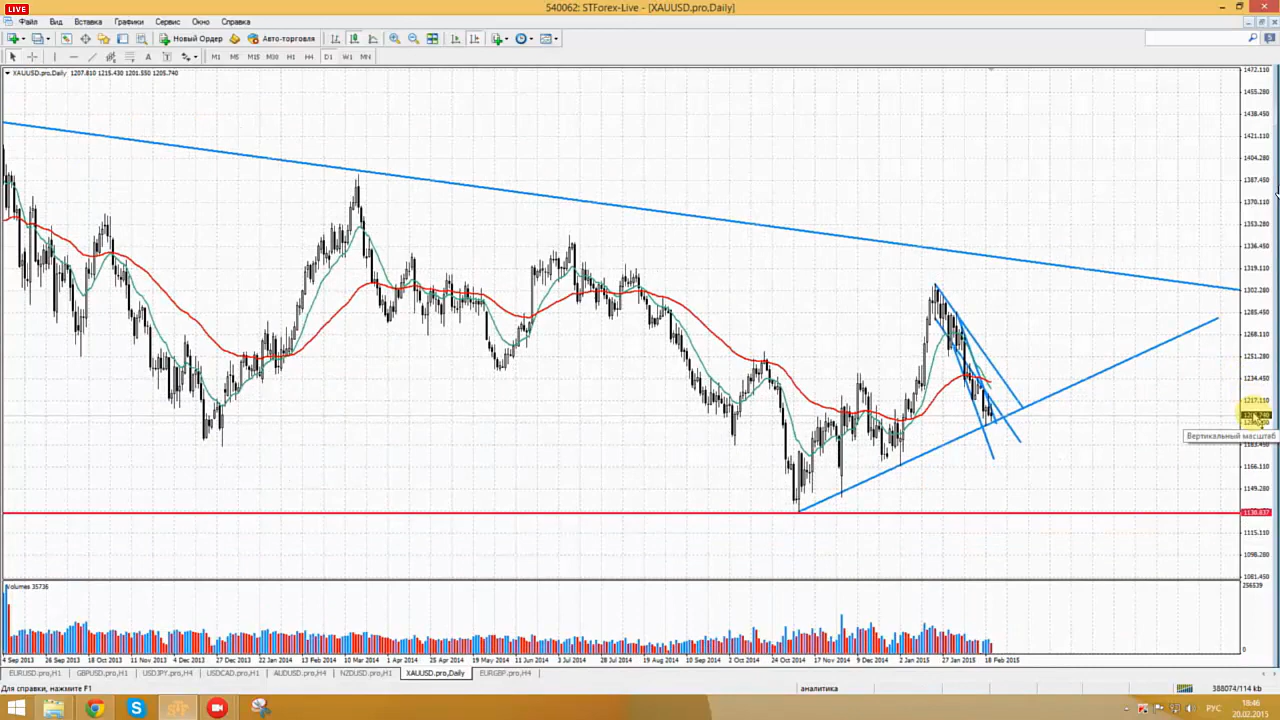 LIVE
540062: STForex-Live - [XAUUSD.pro,Daily]
Файл Вид Вставка Графики Сервис Окно Справка
Новый Ордер Авто-торговля
A T M1 M5 M15 M30 H1 H4 D1 W1 MN
XAUUSD.pro,Daily 1207.810 1215.430 1201.550 1205.740
1472.110
1455.280
1438.450
1421.110
1404.280
1387.450
1370.110
1353.280
1336.450
1319.110
1302.280
1285.450
1268.110
1251.280
1234.450
1217.110
Вертикальный масштаб
1183.450
1166.110
1149.280
1130.837
1115.110
1098.280
1081.450
Volumes 35736
256539
0
4 Sep 2013 26 Sep 2013 18 Oct 2013 11 Nov 2013 4 Dec 2013 27 Dec 2013 22 Jan 2014 13 Feb 2014 10 Mar 2014 1 Apr 2014 25 Apr 2014 19 May 2014 11 Jun 2014 3 Jul 2014 28 Jul 2014 19 Aug 2014 10 Sep 2014 2 Oct 2014 24 Oct 2014 17 Nov 2014 9 Dec 2014 2 Jan 2015 27 Jan 2015 18 Feb 2015
EURUSD.pro,H1 GBPUSD.pro,H1 USDJPY.pro,H4 USDCAD.pro,H1 AUDUSD.pro,H4 NZDUSD.pro,H1 XAUUSD.pro,Daily EURGBP.pro,H4
Для справки, нажмите F1 аналитика 388074/114 kb
РУС 18:46
20.02.2015